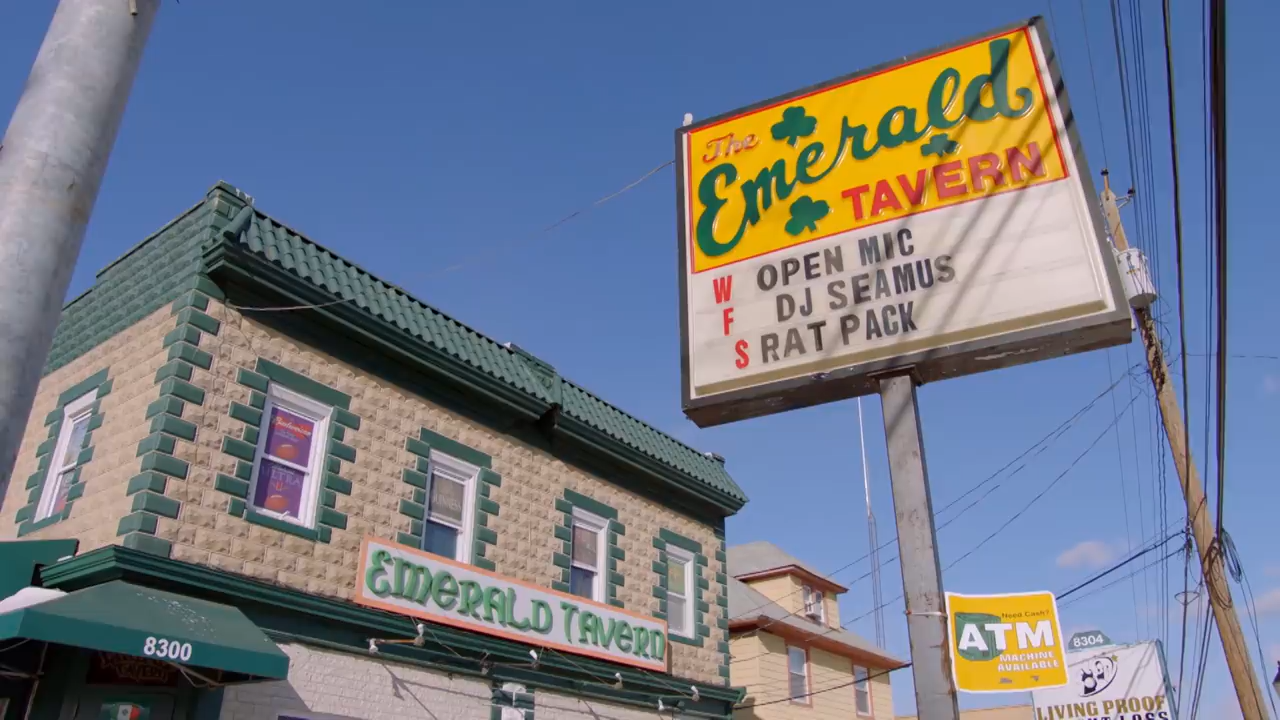 The
Emerald
TAVERN
W OPEN MIC
F DJ SEAMUS
S RAT PACK
Budweiser
EMERALD TAVERN
8300
Need Cash?
ATM
MACHINE
AVAILABLE
8304
LIVING PROOF